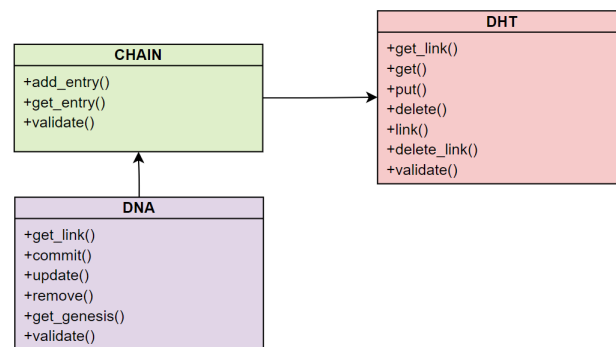 CHAIN
+add_entry()
+get_entry()
+validate()
DHT
+get_link()
+get()
+put()
+delete()
+link()
+delete_link()
+validate()
DNA
+get_link()
+commit()
+update()
+remove()
+get_genesis()
+validate()